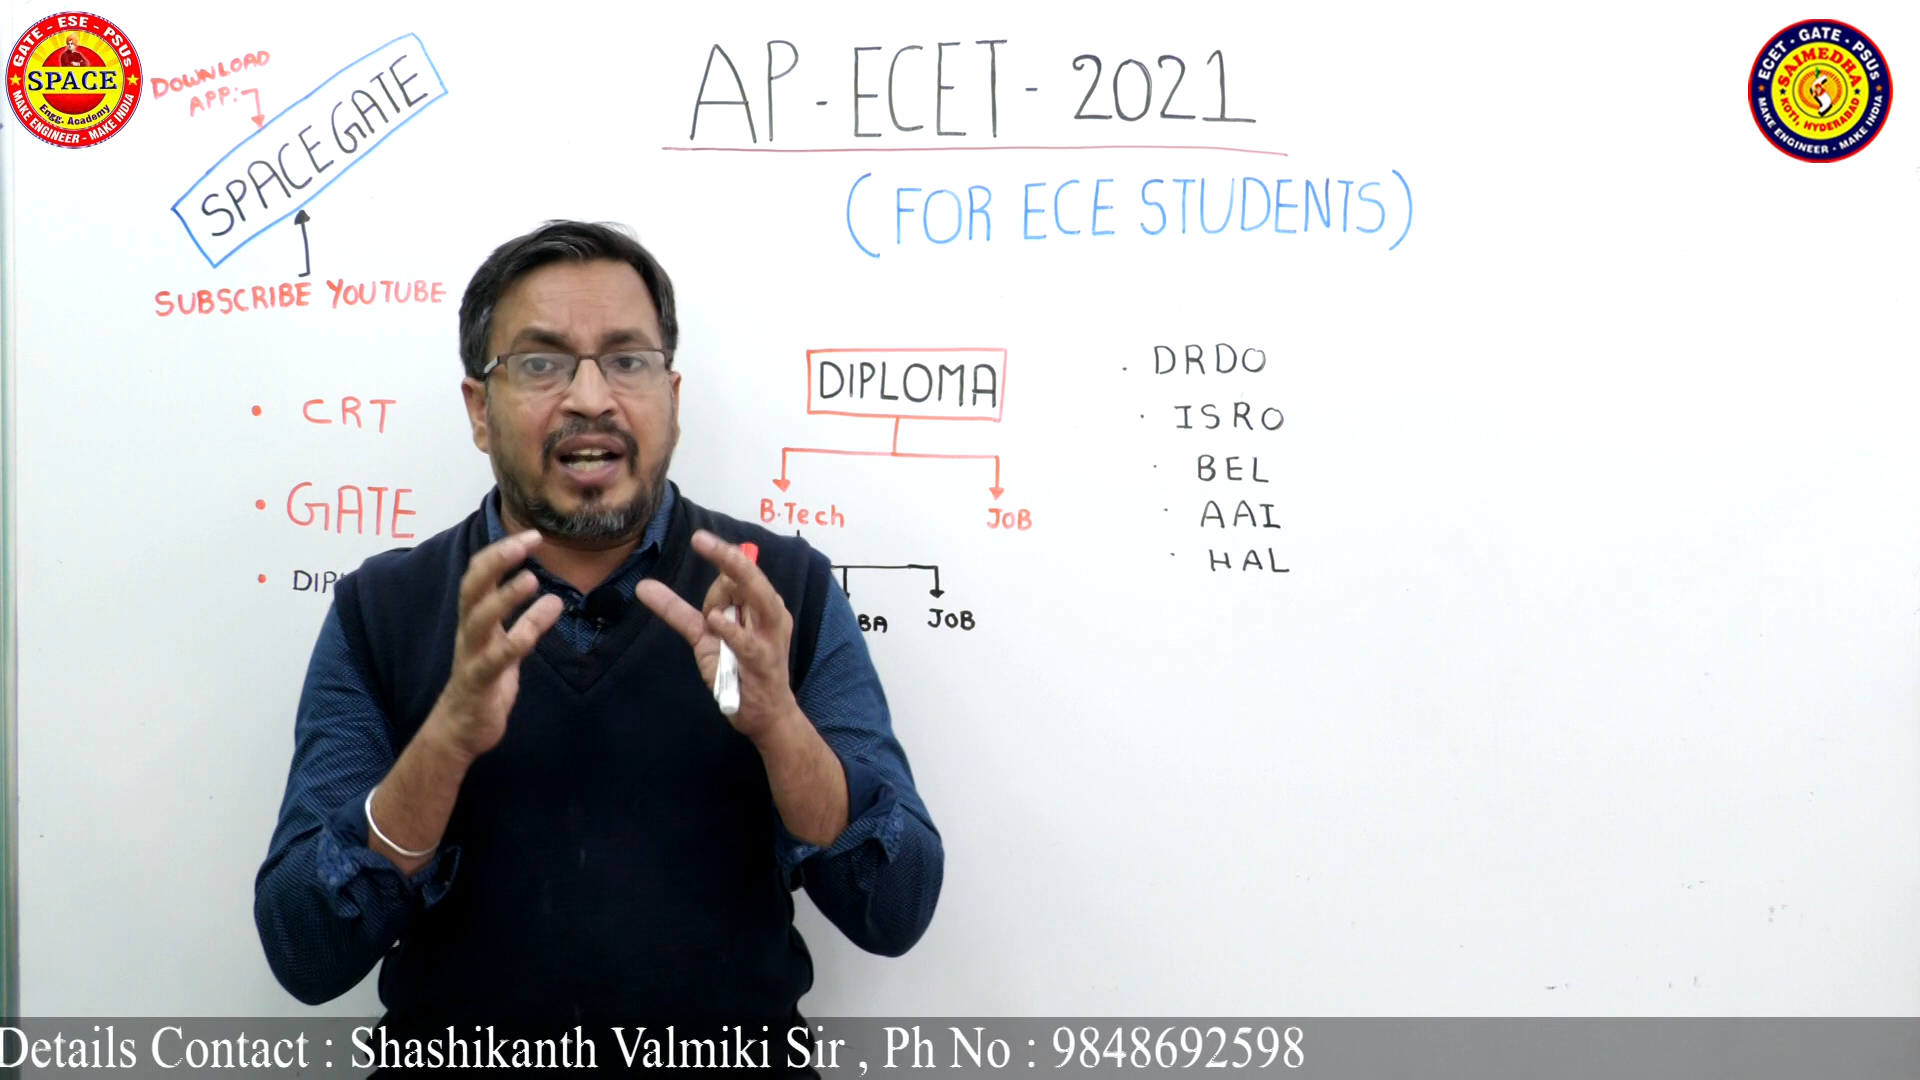 GATE - ESE - PSUs
SPACE
Engg. Academy
MAKE ENGINEER - MAKE INDIA
DOWNLOAD
APP:-
SPACE GATE
SUBSCRIBE YOUTUBE
AP - ECET - 2021
(FOR ECE STUDENTS)
ECET - GATE - PSUs
SAIMEDHA
KOTI, HYDERABAD
MAKE ENGINEER - MAKE INDIA
• CRT
• GATE
• DIP
DIPLOMA
B.Tech
JOB
BA
JOB
. DRDO
. ISRO
. BEL
. AAI
. HAL
Details Contact : Shashikanth Valmiki Sir , Ph No : 9848692598